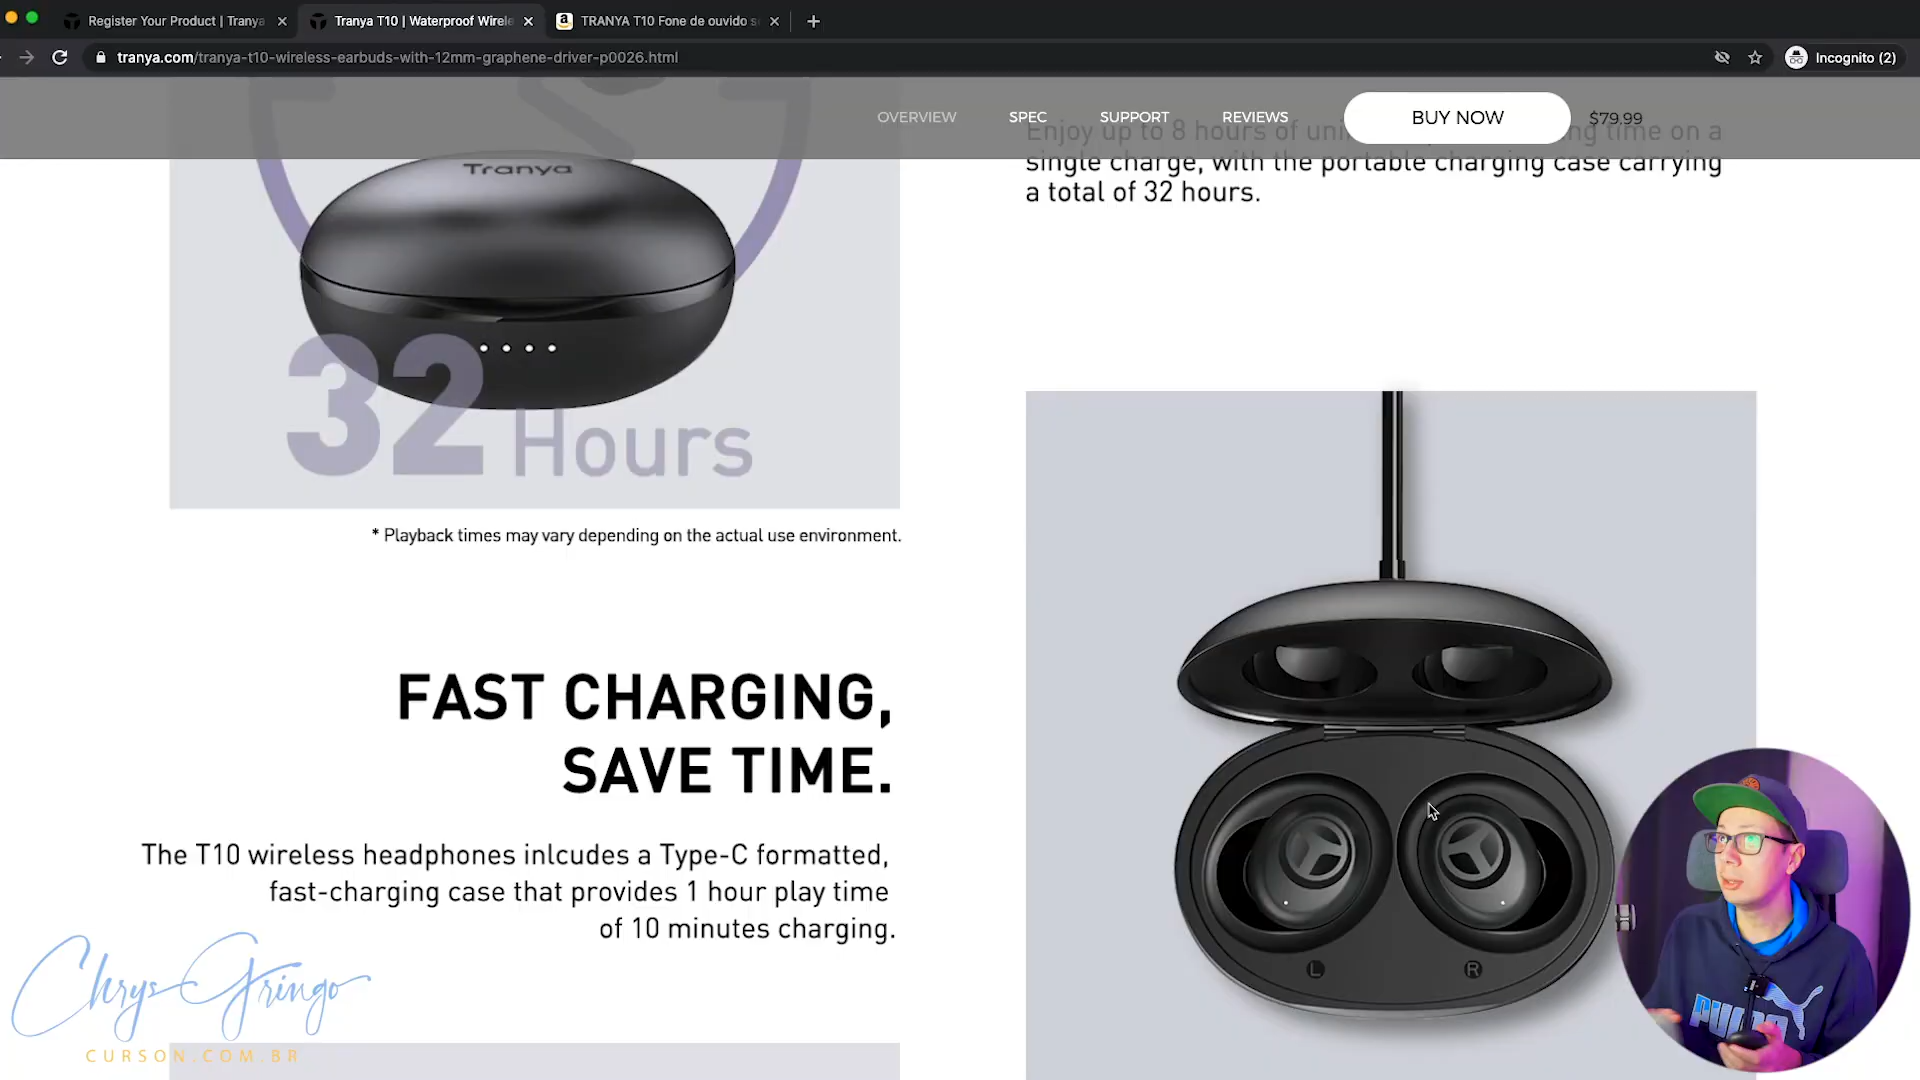 Register Your Product | Tranya
Tranya T10 | Waterproof Wirele
TRANYA T10 Fone de ouvido s
tranya.com/tranya-t10-wireless-earbuds-with-12mm-graphene-driver-p0026.html
Incognito (2)
OVERVIEW
SPEC
SUPPORT
REVIEWS
BUY NOW
$79.99
Enjoy up to 8 hours of time on a
single charge, with the portable charging case carrying
a total of 32 hours.
Tranya
32 Hours
* Playback times may vary depending on the actual use environment.
FAST CHARGING,
SAVE TIME.
The T10 wireless headphones inlcudes a Type-C formatted,
fast-charging case that provides 1 hour play time
of 10 minutes charging.
L
R
Chrys Gringo
CURSON.COM.BR